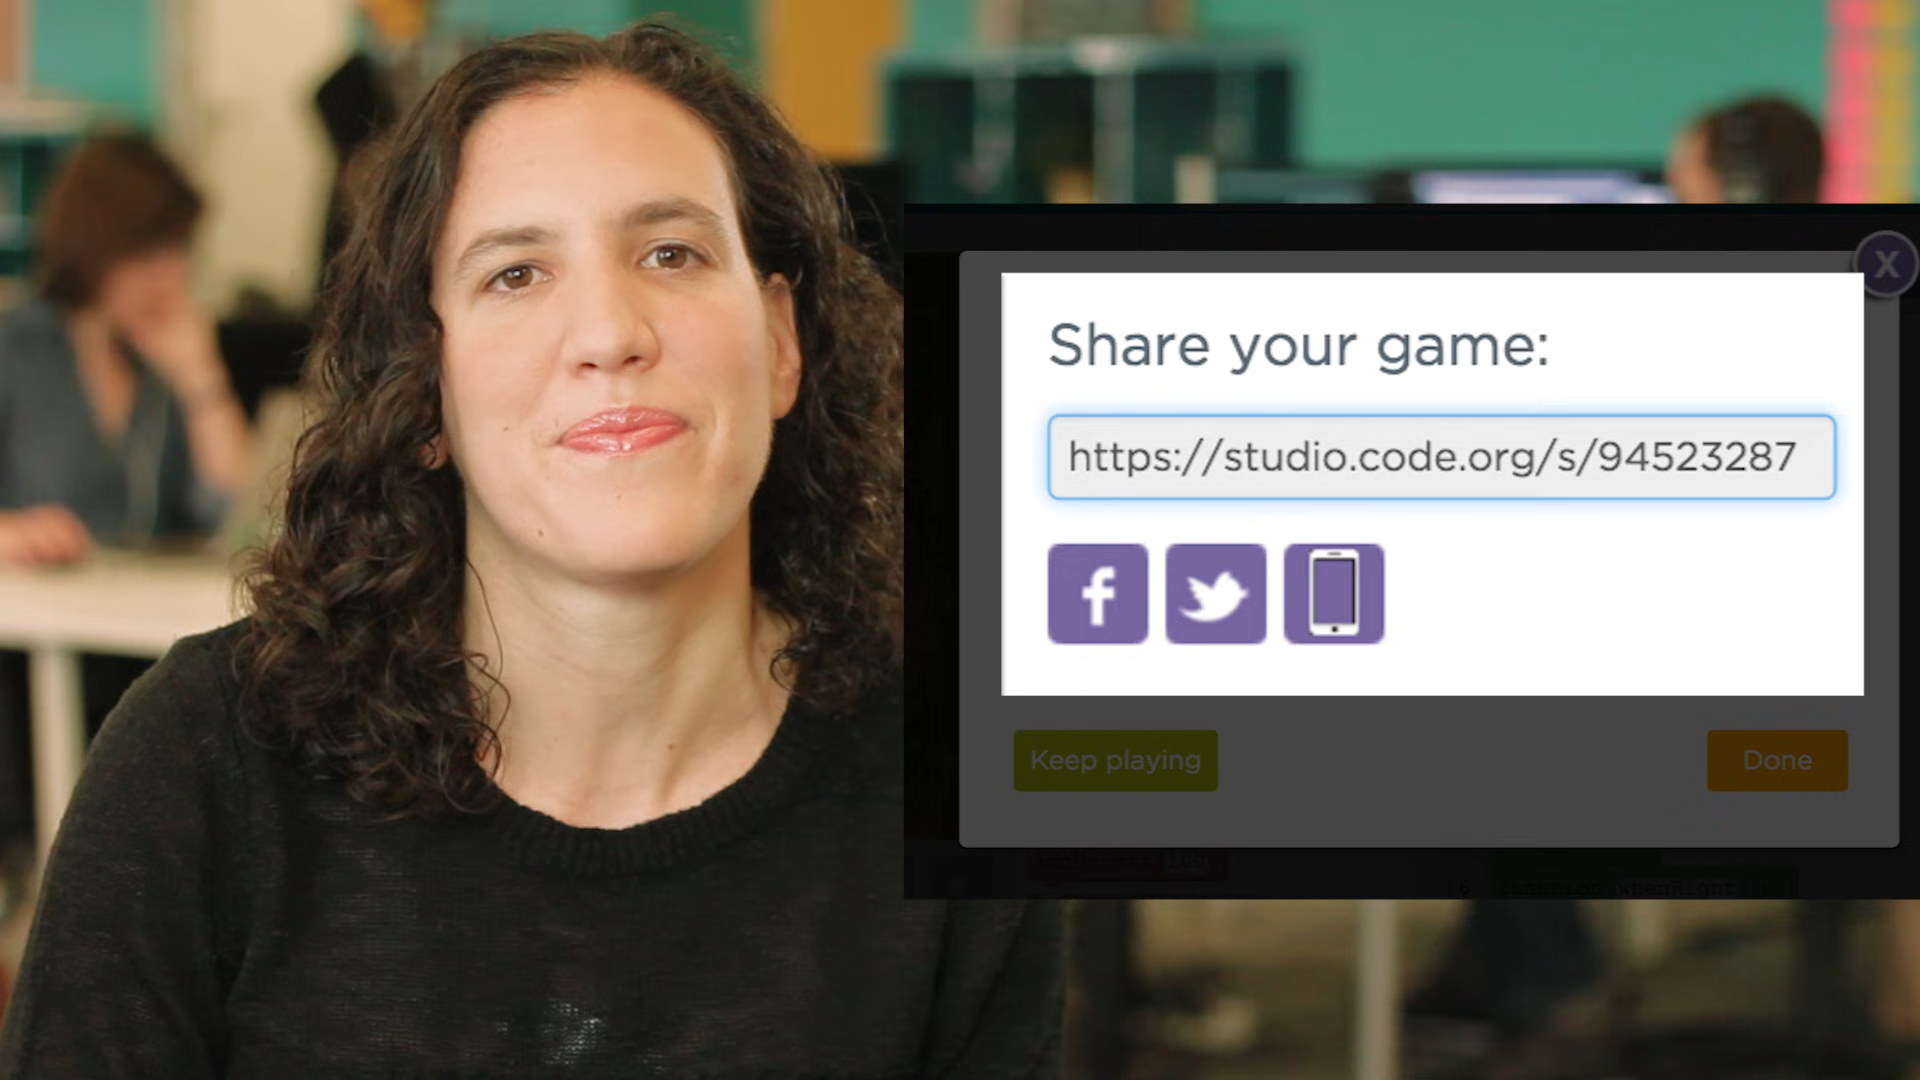 X
Share your game:
https://studio.code.org/s/94523287
f
Keep playing
Done